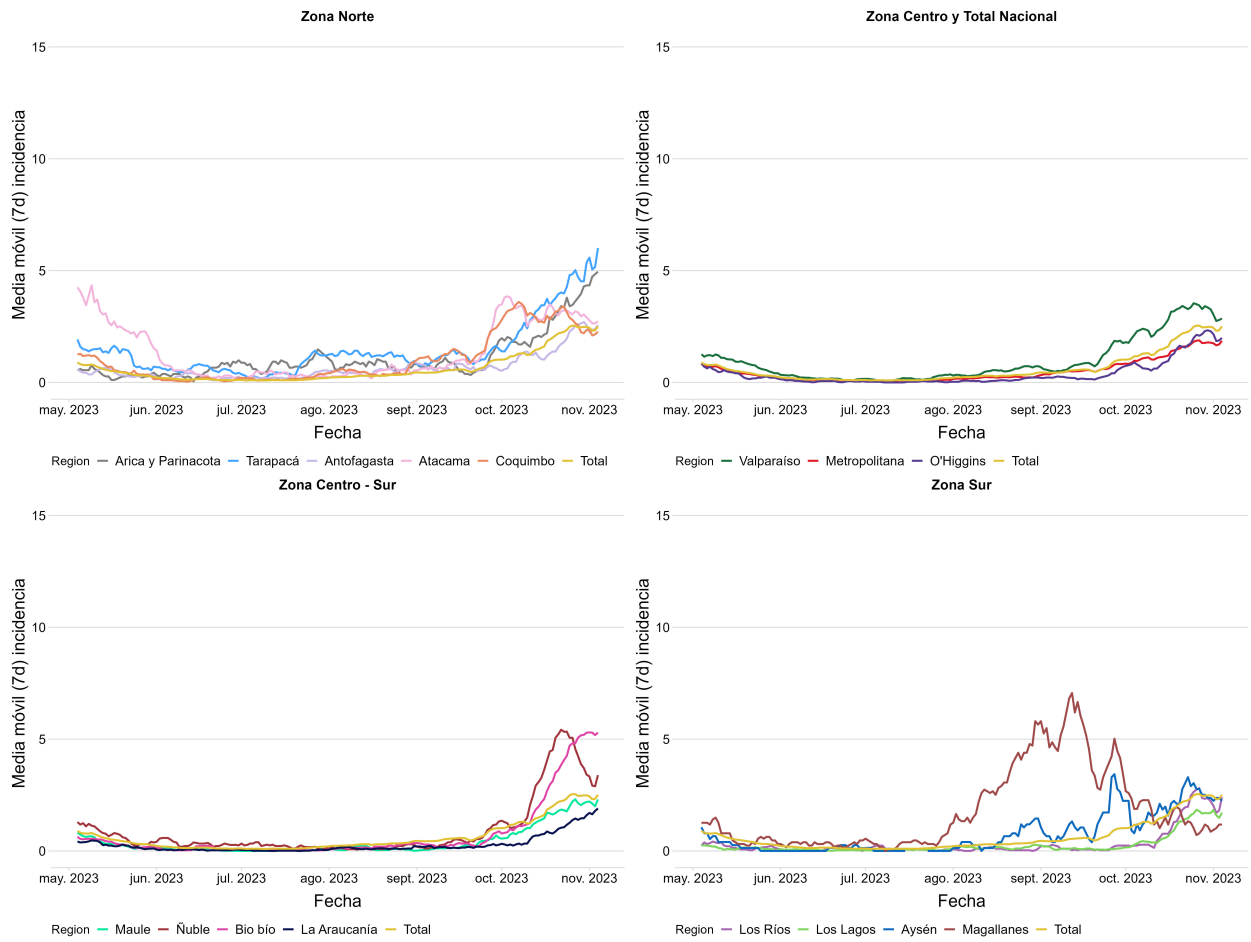 Zona Norte
15
10
5
0
Media móvil (7d) incidencia
may. 2023 jun. 2023 jul. 2023 ago. 2023 sept. 2023 oct. 2023 nov. 2023
Fecha
Region Arica y Parinacota Tarapacá Antofagasta Atacama Coquimbo Total
Zona Centro y Total Nacional
15
10
5
0
Media móvil (7d) incidencia
may. 2023 jun. 2023 jul. 2023 ago. 2023 sept. 2023 oct. 2023 nov. 2023
Fecha
Region Valparaíso Metropolitana O'Higgins Total
Zona Centro - Sur
15
10
5
0
Media móvil (7d) incidencia
may. 2023 jun. 2023 jul. 2023 ago. 2023 sept. 2023 oct. 2023 nov. 2023
Fecha
Region Maule Ñuble Bio bío La Araucanía Total
Zona Sur
15
10
5
0
Media móvil (7d) incidencia
may. 2023 jun. 2023 jul. 2023 ago. 2023 sept. 2023 oct. 2023 nov. 2023
Fecha
Region Los Ríos Los Lagos Aysén Magallanes Total